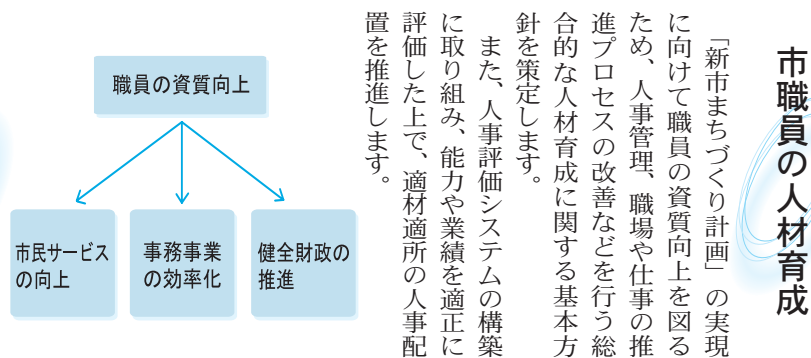 市職員の人材育成
「新市まちづくり計画」の実現
に向けて職員の資質向上を図る
ため、人事管理、職場や仕事の推
進プロセスの改善などを行う総
合的な人材育成に関する基本方
針を策定します。
また、人事評価システムの構築
に取り組み、能力や業績を適正に
評価した上で、適材適所の人事配
置を推進します。
職員の資質向上
市民サービス
の向上
事務事業
の効率化
健全財政の
推進